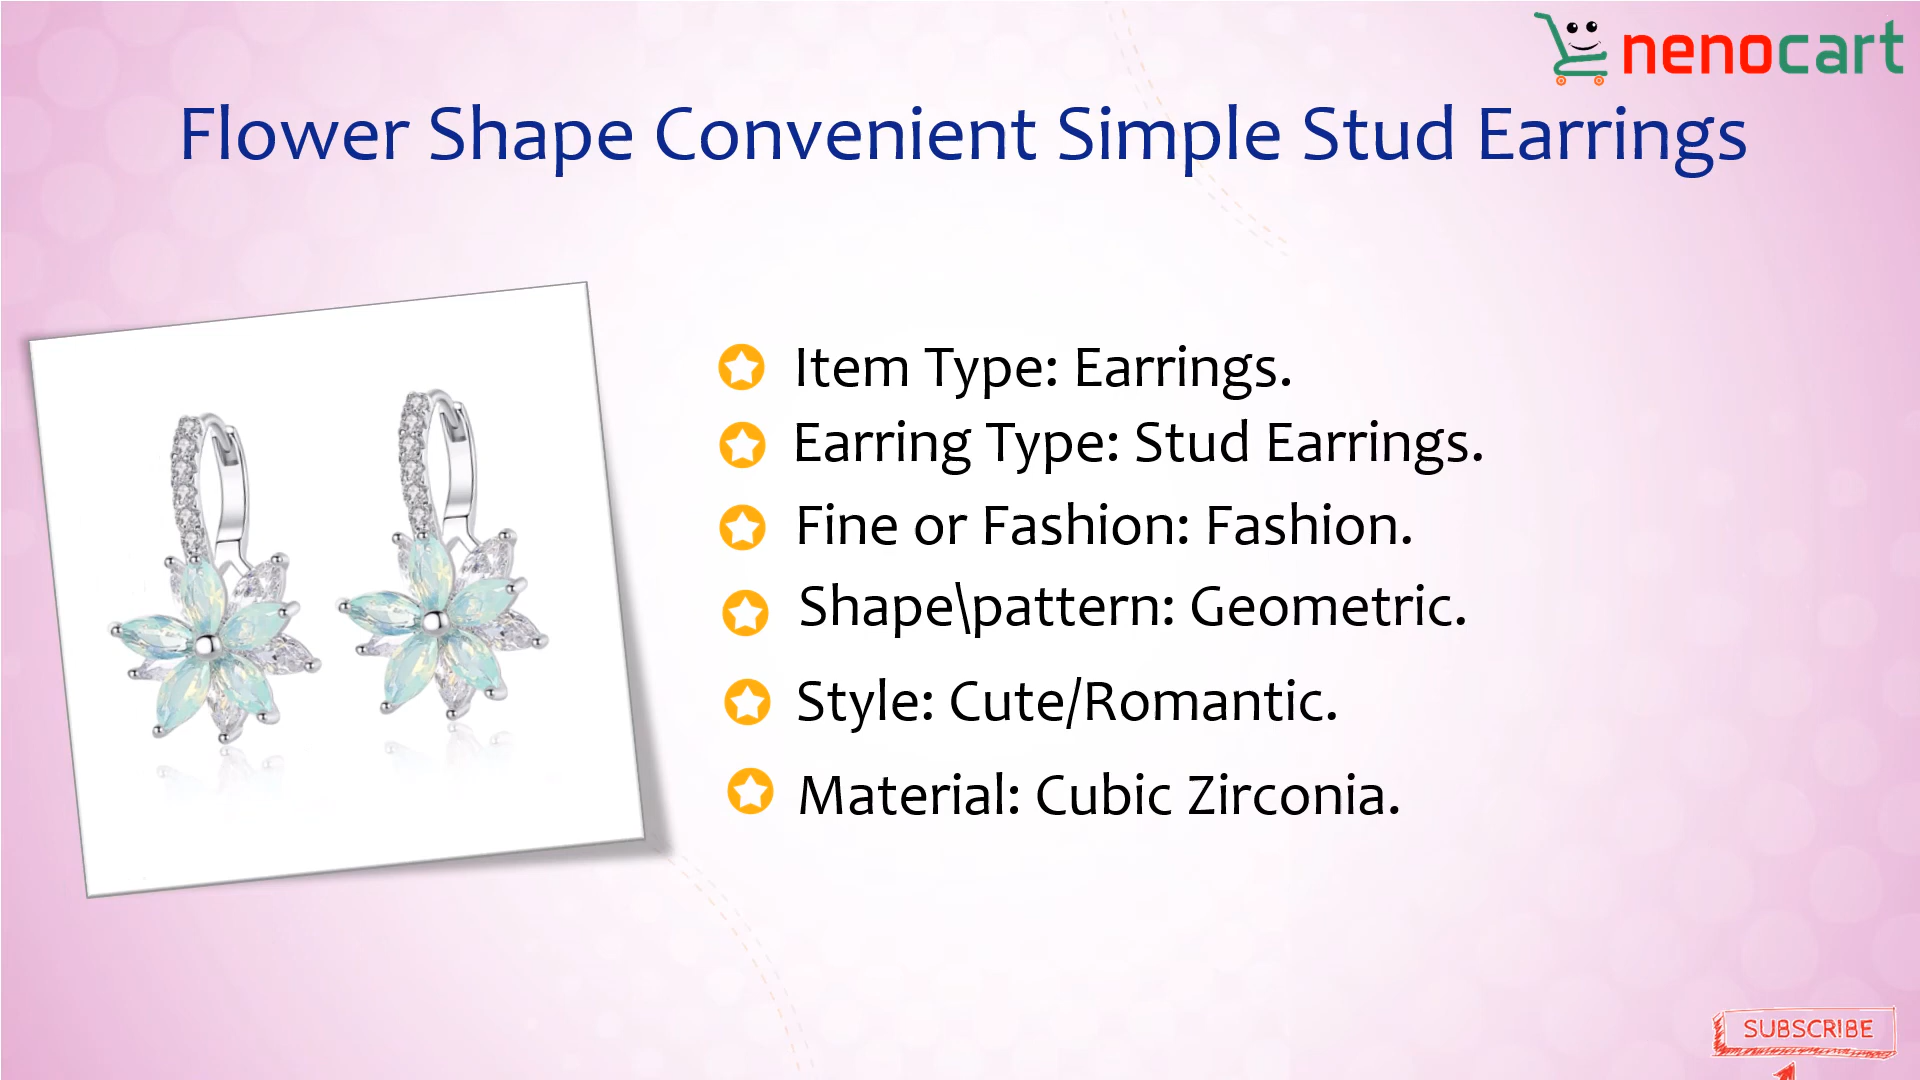 nenocart
Flower Shape Convenient Simple Stud Earrings
Item Type: Earrings.
Earring Type: Stud Earrings.
Fine or Fashion: Fashion.
Shape\pattern: Geometric.
Style: Cute/Romantic.
Material: Cubic Zirconia.
SUBSCRIBE